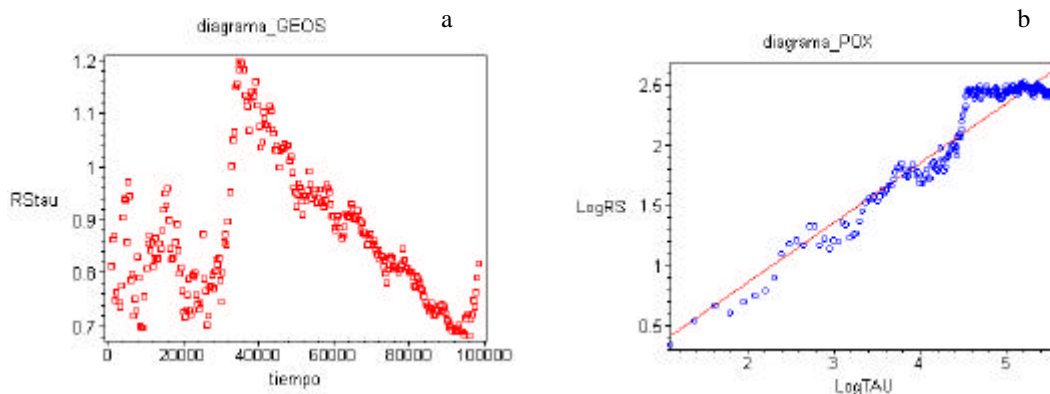 a
diagrama_GEOS
1.2
1.1
1
0.9
0.8
0.7
RStau
0
20000
40000
60000
80000
100000
tiempo
b
diagrama_POX
2.5
2
1.5
1
0.5
LogRS
2
3
4
5
LogTAU